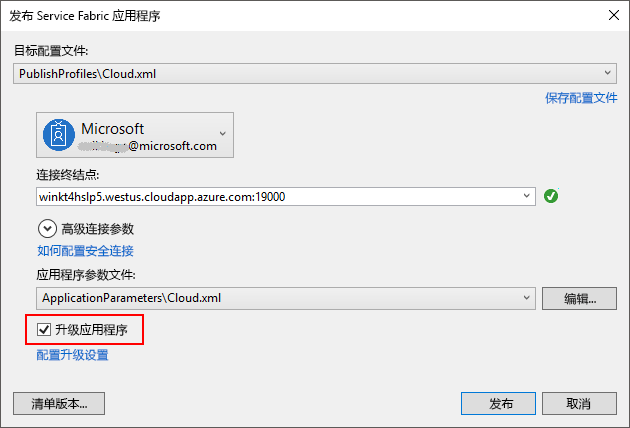 发布 Service Fabric 应用程序
目标配置文件:
PublishProfiles\Cloud.xml
保存配置文件
Microsoft
@microsoft.com
连接终结点:
winkt4hslp5.westus.cloudapp.azure.com:19000
高级连接参数
如何配置安全连接
应用程序参数文件:
ApplicationParameters\Cloud.xml
编辑...
升级应用程序
配置升级设置
清单版本...
发布
取消